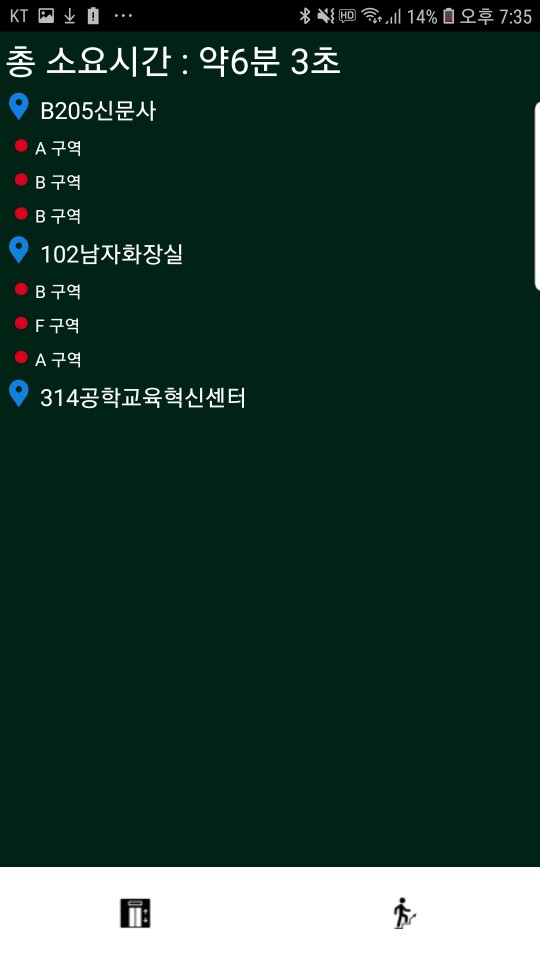 KT HD 14% 오후 7:35
총 소요시간 : 약6분 3초
B205신문사
A 구역
B 구역
B 구역
102남자화장실
B 구역
F 구역
A 구역
314공학교육혁신센터